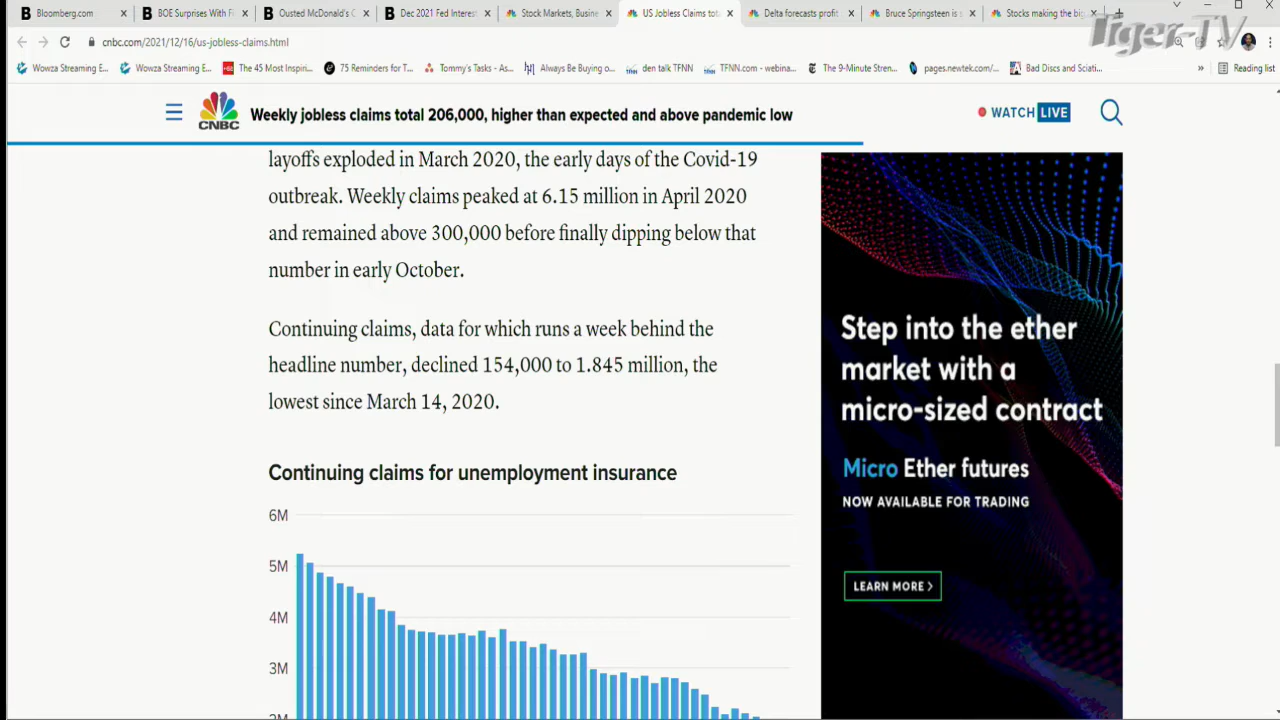 Bloomberg.com
BOE Surprises With Fi
Ousted McDonald's C
Dec 2021 Fed Interes
Stock Markets, Busine
US Jobless Claims tota
Delta forecasts profit
Bruce Springsteen is s
Stocks making the big
Tiger-TV
cnbc.com/2021/12/16/us-jobless-claims.html
Wowza Streaming E...
Wowza Streaming E...
The 45 Most Inspiri...
75 Reminders for T...
Tommy's Tasks - As...
Always Be Buying o...
den talk TFNN
TFNN.com - webina...
The 9-Minute Stren...
pages.newtek.com/...
Bad Discs and Sciati...
»
Reading list
CNBC
Weekly jobless claims total 206,000, higher than expected and above pandemic low
WATCH LIVE
layoffs exploded in March 2020, the early days of the Covid-19
outbreak. Weekly claims peaked at 6.15 million in April 2020
and remained above 300,000 before finally dipping below that
number in early October.
Continuing claims, data for which runs a week behind the
headline number, declined 154,000 to 1.845 million, the
lowest since March 14, 2020.
Continuing claims for unemployment insurance
6M
5M
4M
3M
2M
Step into the ether
market with a
micro-sized contract
Micro Ether futures
NOW AVAILABLE FOR TRADING
LEARN MORE >